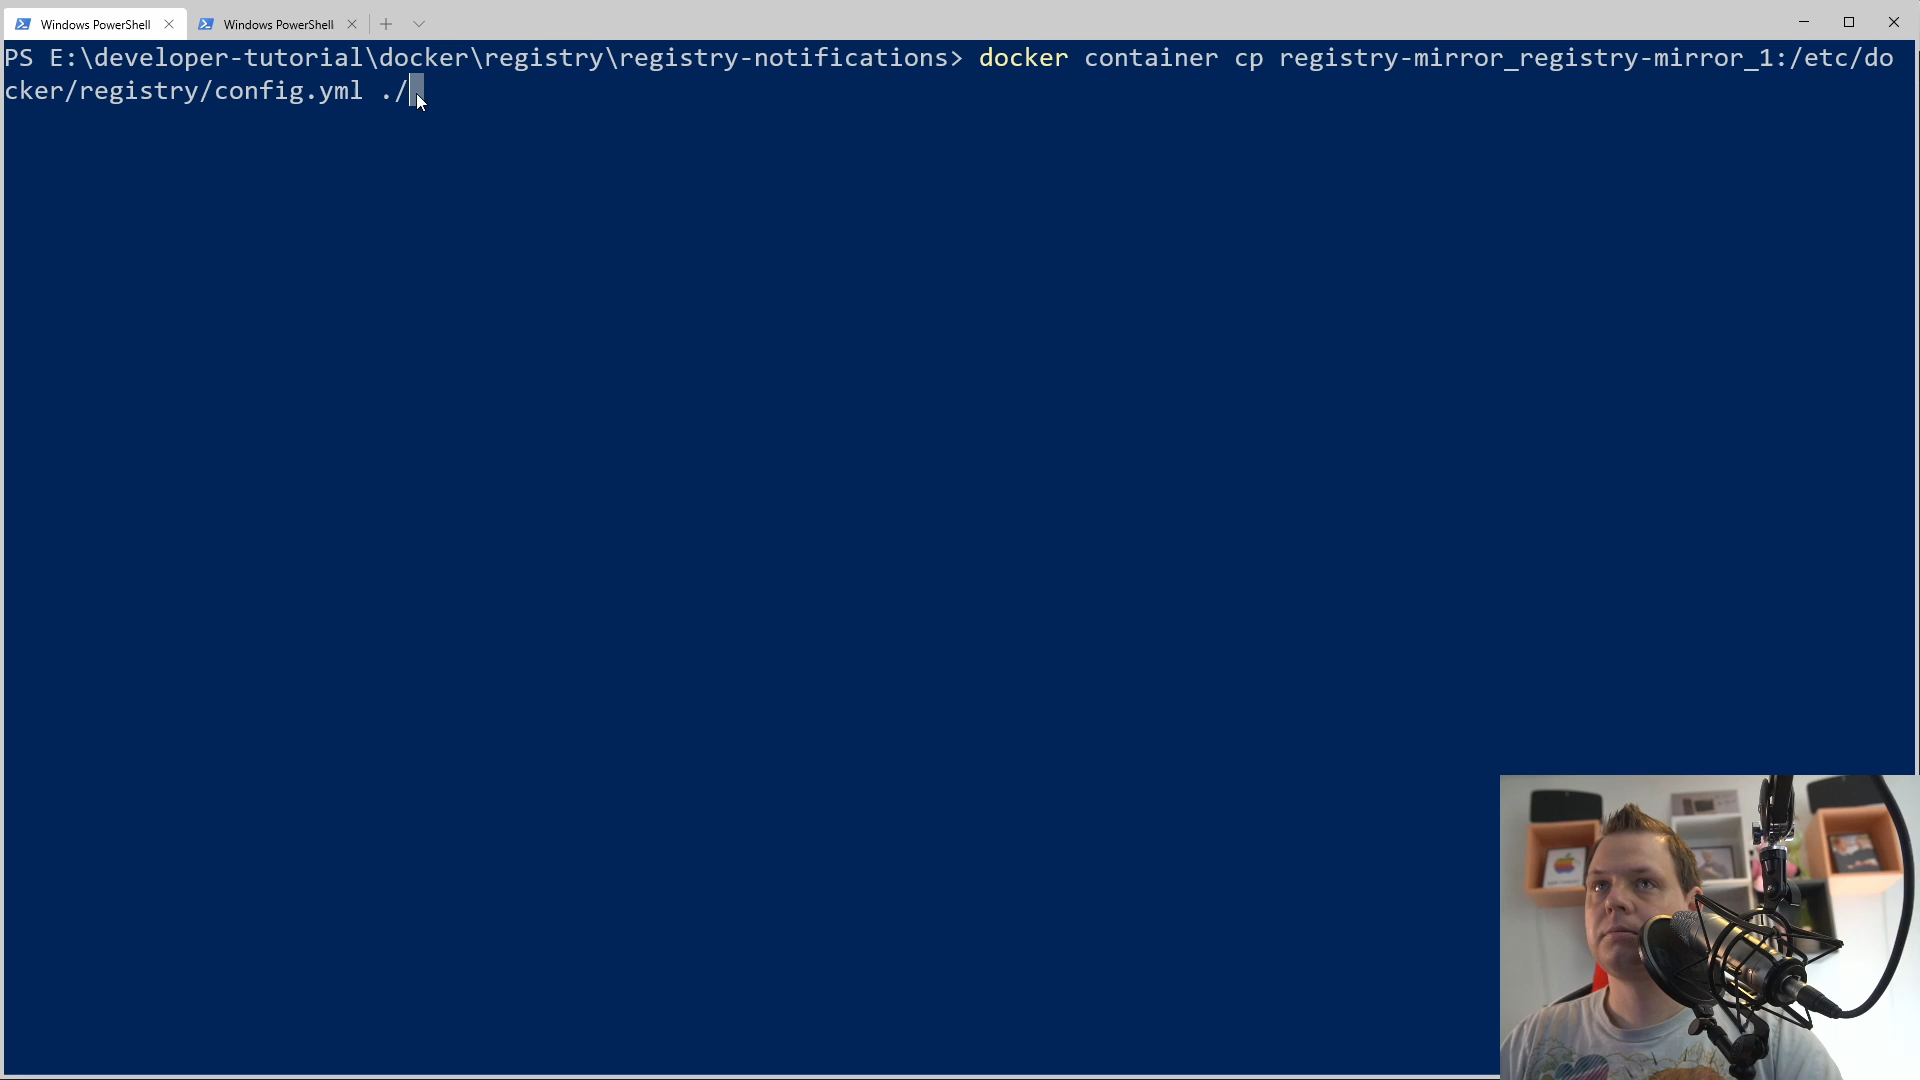 Windows PowerShell
Windows PowerShell
PS E:\developer-tutorial\docker\registry\registry-notifications> docker container cp registry-mirror_registry-mirror_1:/etc/do
cker/registry/config.yml ./